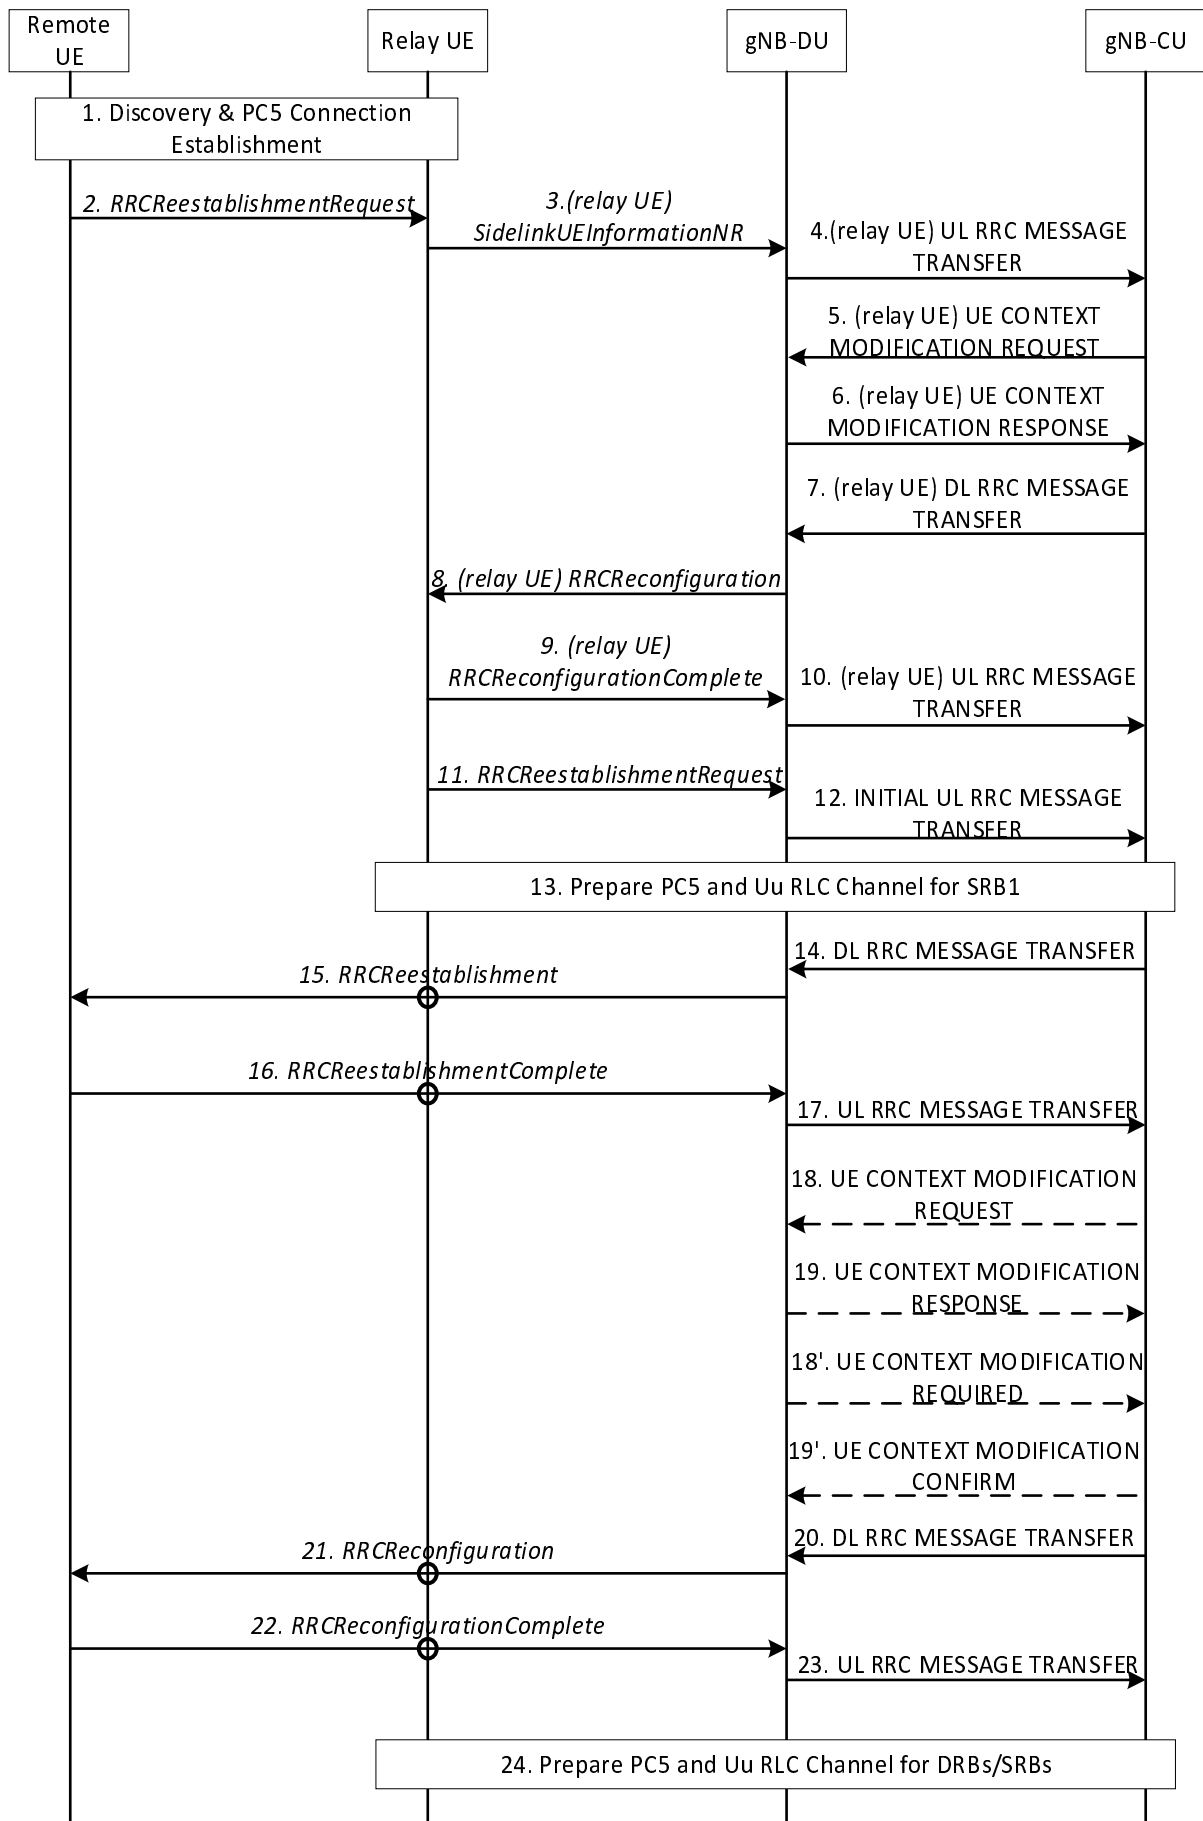 Remote
UE
Relay UE
gNB-DU
gNB-CU
1. Discovery & PC5 Connection
Establishment
2. RRCReestablishmentRequest
3.(relay UE)
SidelinkUEInformationNR
4.(relay UE) UL RRC MESSAGE
TRANSFER
5. (relay UE) UE CONTEXT
MODIFICATION REQUEST
6. (relay UE) UE CONTEXT
MODIFICATION RESPONSE
7. (relay UE) DL RRC MESSAGE
TRANSFER
8. (relay UE) RRCReconfiguration
9. (relay UE)
RRCReconfigurationComplete
10. (relay UE) UL RRC MESSAGE
TRANSFER
11. RRCReestablishmentRequest
12. INITIAL UL RRC MESSAGE
TRANSFER
13. Prepare PC5 and Uu RLC Channel for SRB1
14. DL RRC MESSAGE TRANSFER
15. RRCReestablishment
16. RRCReestablishmentComplete
17. UL RRC MESSAGE TRANSFER
18. UE CONTEXT MODIFICATION
REQUEST
19. UE CONTEXT MODIFICATION
RESPONSE
18'. UE CONTEXT MODIFICATION
REQUIRED
19'. UE CONTEXT MODIFICATION
CONFIRM
20. DL RRC MESSAGE TRANSFER
21. RRCReconfiguration
22. RRCReconfigurationComplete
23. UL RRC MESSAGE TRANSFER
24. Prepare PC5 and Uu RLC Channel for DRBs/SRBs